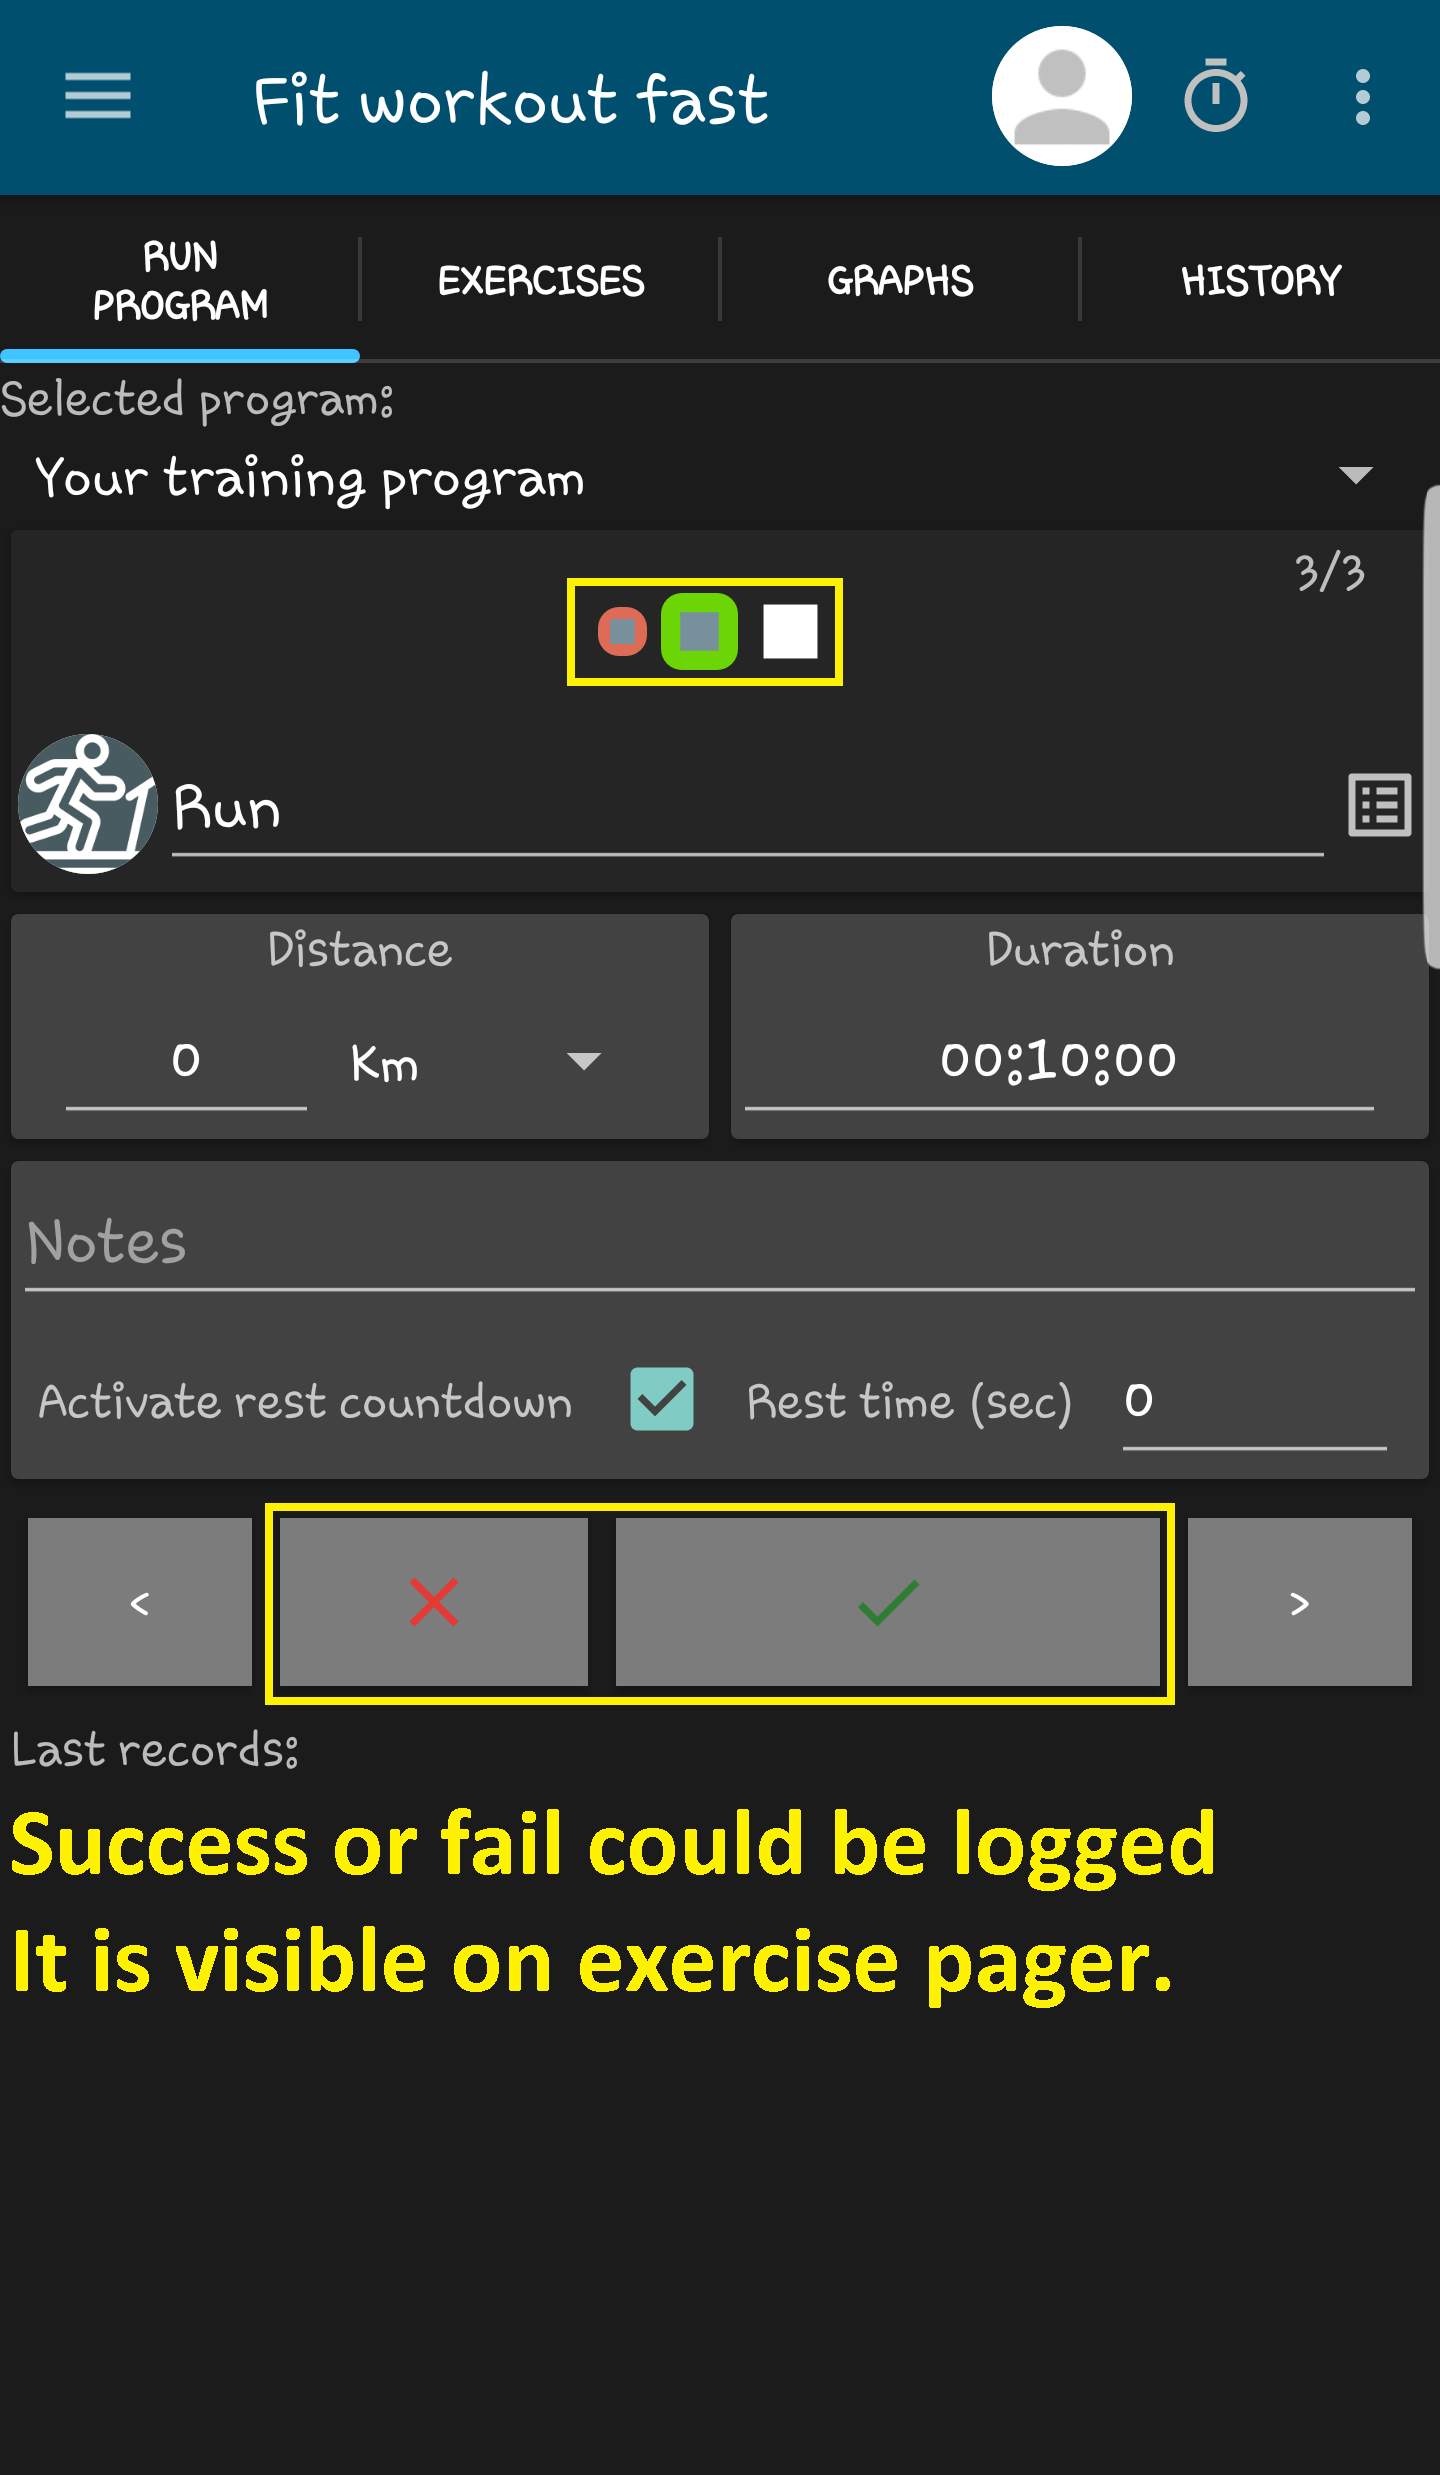 Fit workout fast
RUN
PROGRAM
EXERCISES
GRAPHS
HISTORY
Selected program:
Your training program
3/3
Run
Distance
Duration
0
Km
00:10:00
Notes
Activate rest countdown
Rest time (sec)
0
<
>
Last records:
Success or fail could be logged
It is visible on exercise pager.